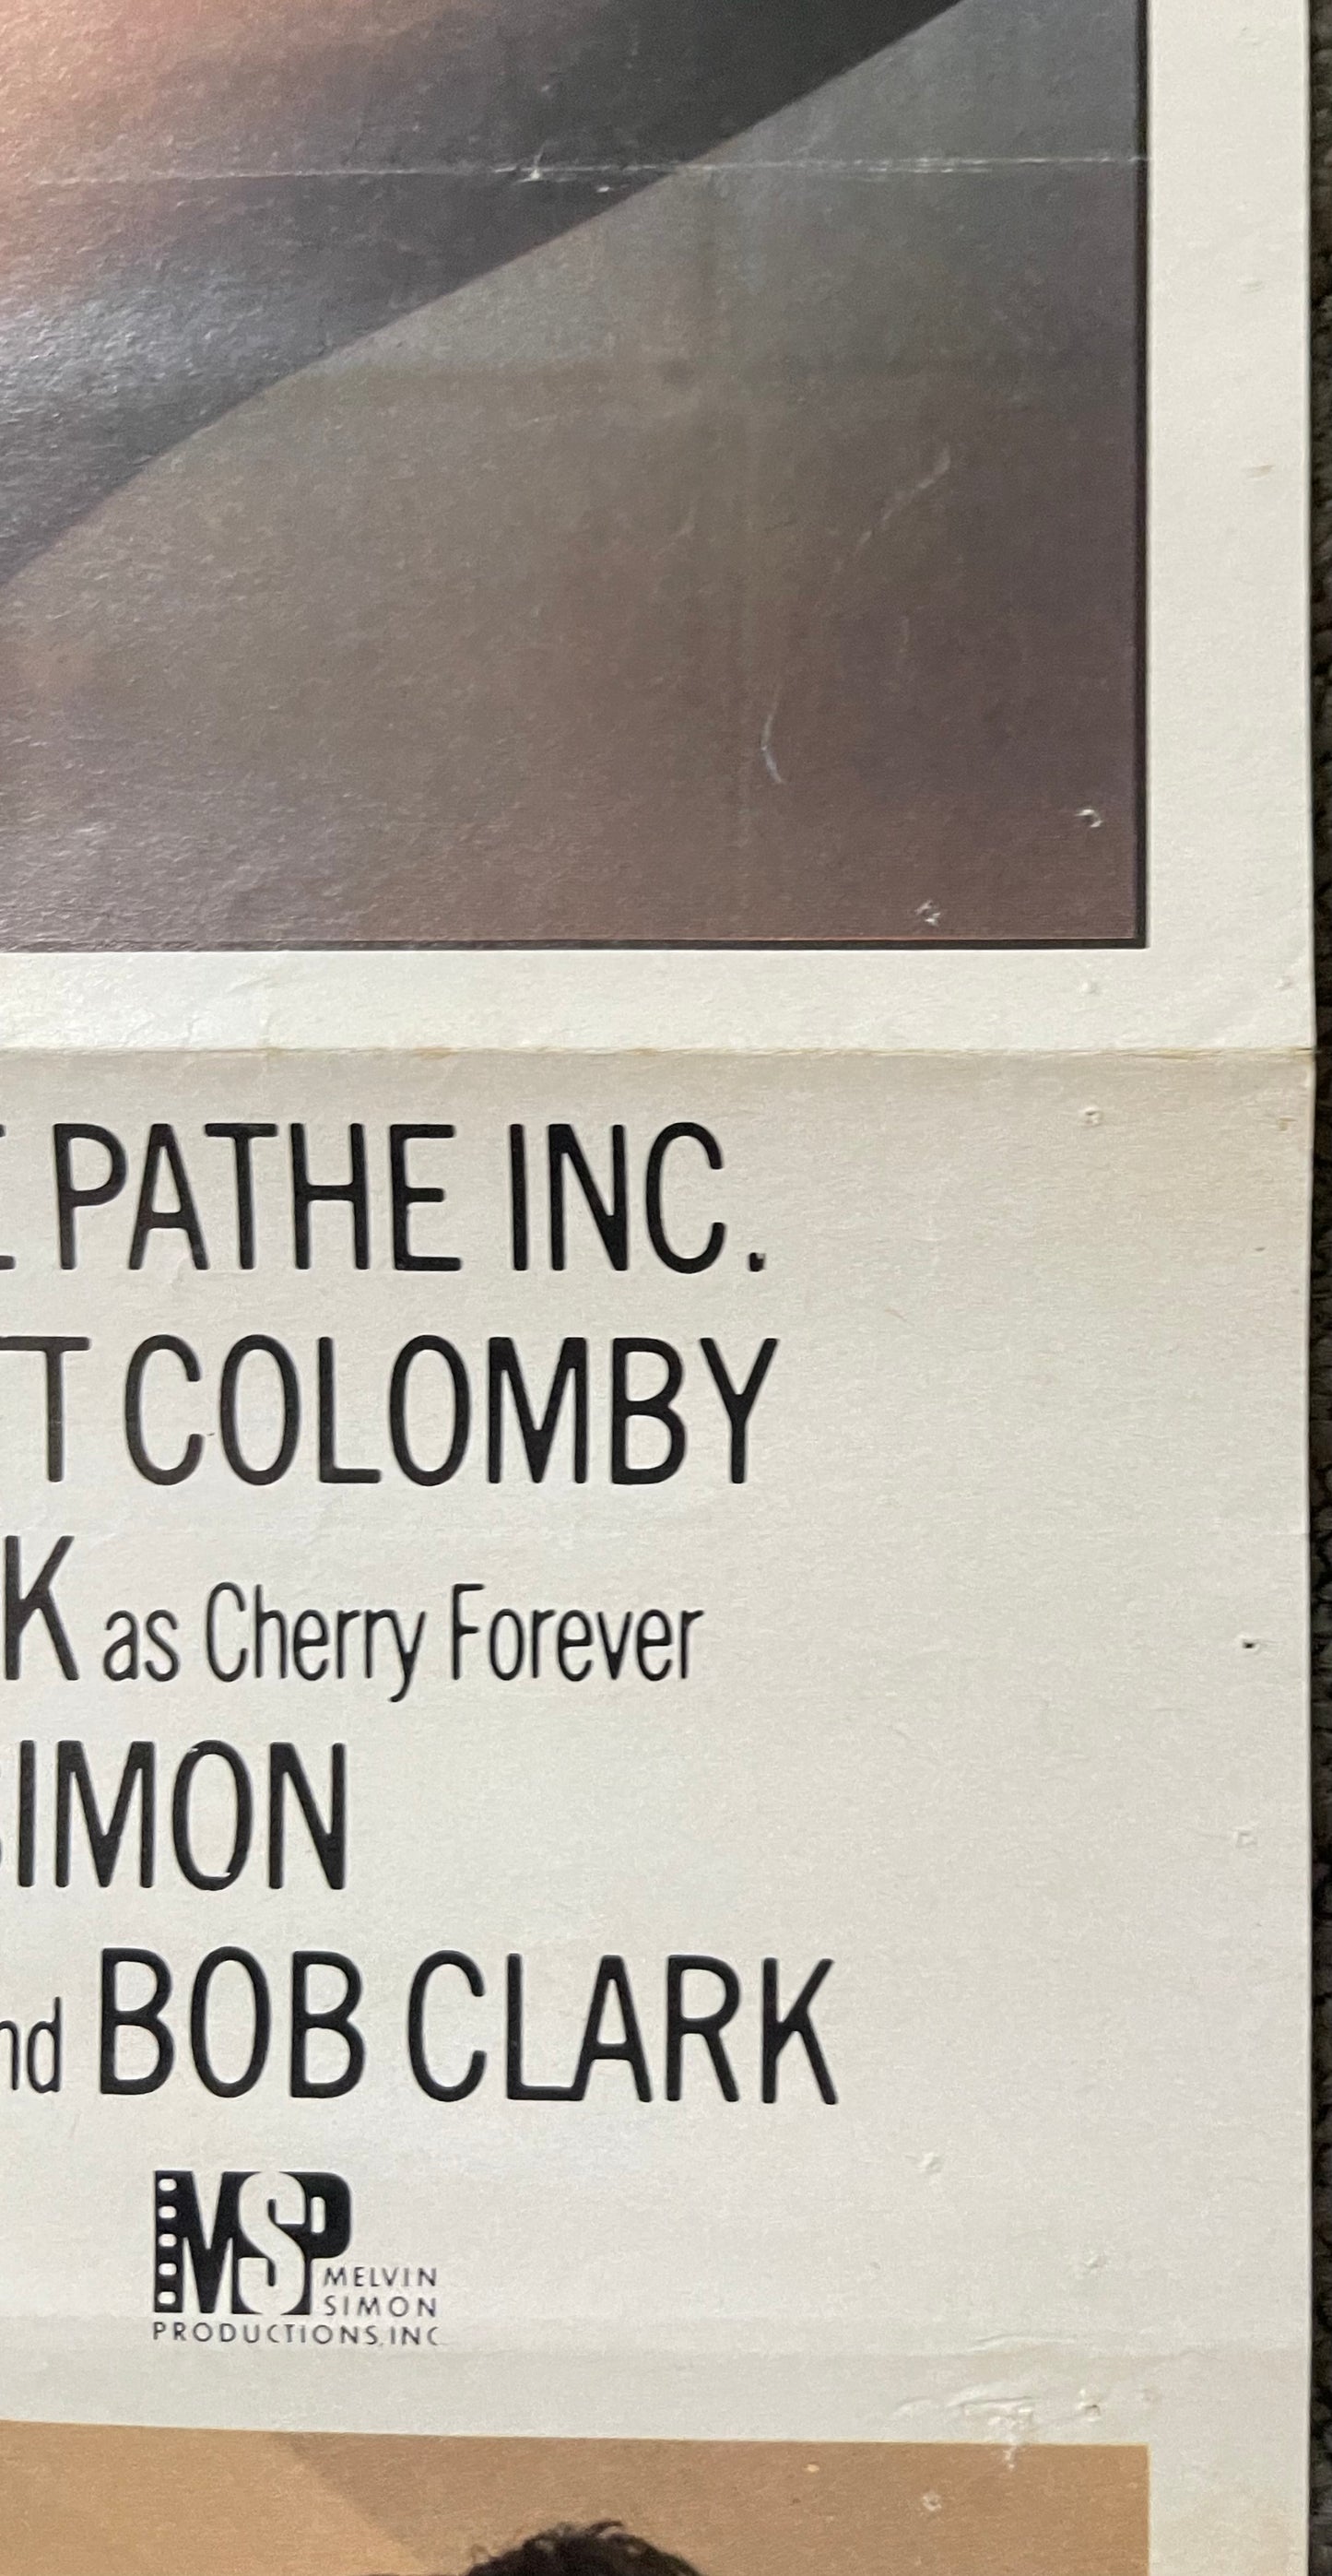 PATHE INC.
T COLOMBY
K as Cherry Forever
SIMON
nd BOB CLARK
MSP
MELVIN
SIMON
PRODUCTIONS, INC